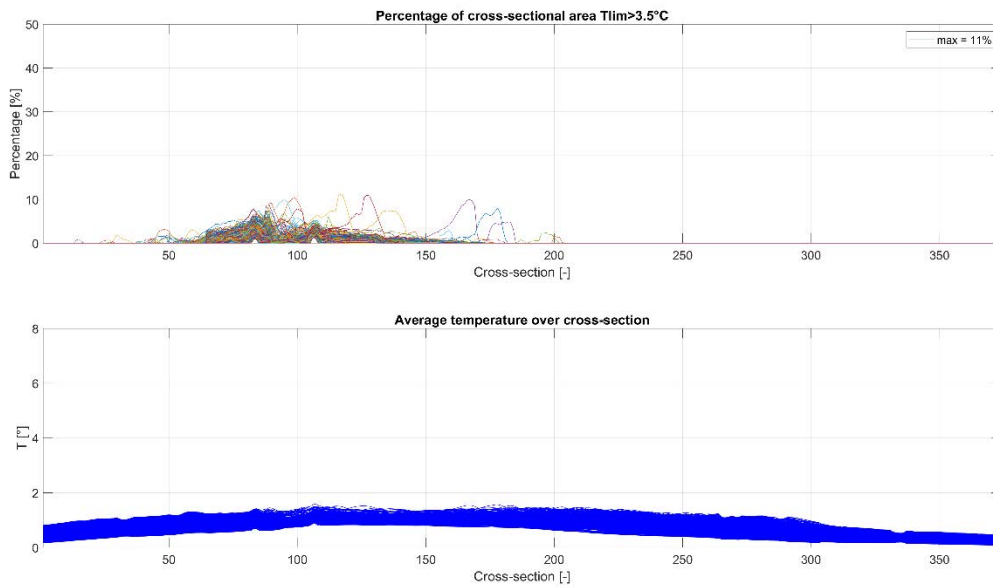 Percentage of cross-sectional area Tlim>3.5°C
max = 11%
Percentage [%]
50
40
30
20
10
0
50 100 150 200 250 300 350
Cross-section [-]
Average temperature over cross-section
T [°]
8
6
4
2
0
50 100 150 200 250 300 350
Cross-section [-]